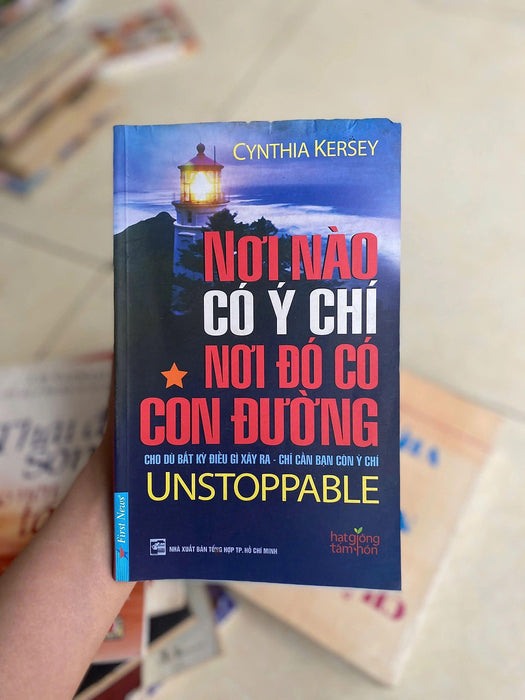 CYNTHIA KERSEY
NƠI NÀO
CÓ Ý CHÍ
NƠI ĐÓ CÓ
CON ĐƯỜNG
CHO DÙ BẤT KỲ ĐIỀU GÌ XẢY RA - CHỈ CẦN BẠN CÒN Ý CHÍ
UNSTOPPABLE
First News
NHÀ XUẤT BẢN TỔNG HỢP TP. HỒ CHÍ MINH
hạt giống
tâm hồn